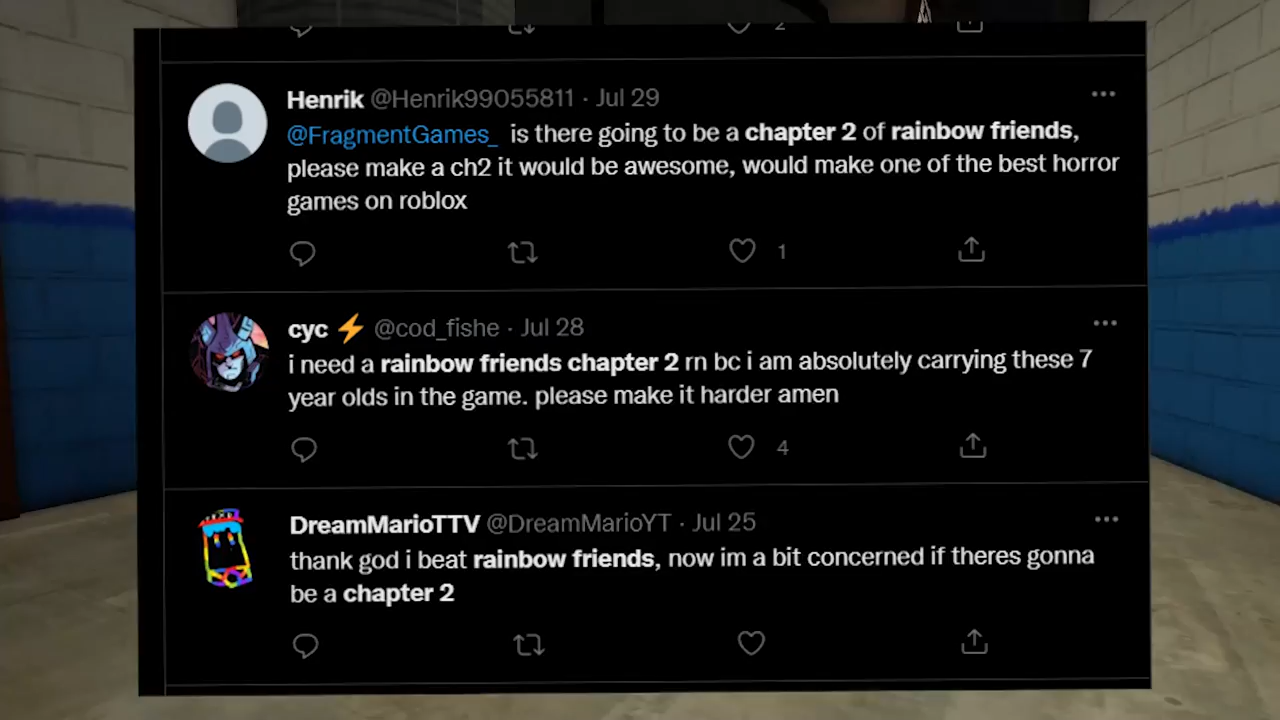 2
Henrik @Henrik99055811 · Jul 29
@FragmentGames_ is there going to be a chapter 2 of rainbow friends,
please make a ch2 it would be awesome, would make one of the best horror
games on roblox
1
cyc ⚡ @cod_fishe · Jul 28
i need a rainbow friends chapter 2 rn bc i am absolutely carrying these 7
year olds in the game. please make it harder amen
4
DreamMarioTTV @DreamMarioYT · Jul 25
thank god i beat rainbow friends, now im a bit concerned if theres gonna
be a chapter 2